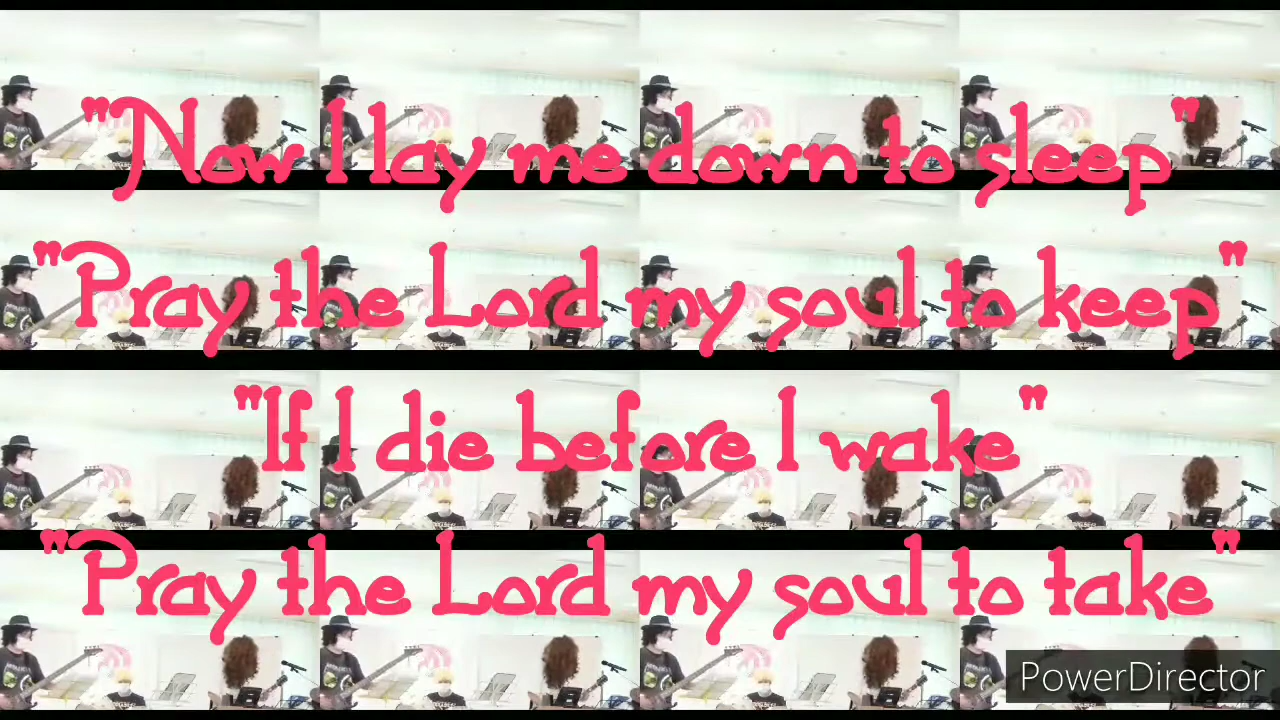 "Now I lay me down to sleep"
"Pray the Lord my soul to keep"
"If I die before I wake"
"Pray the Lord my soul to take"
PowerDirector